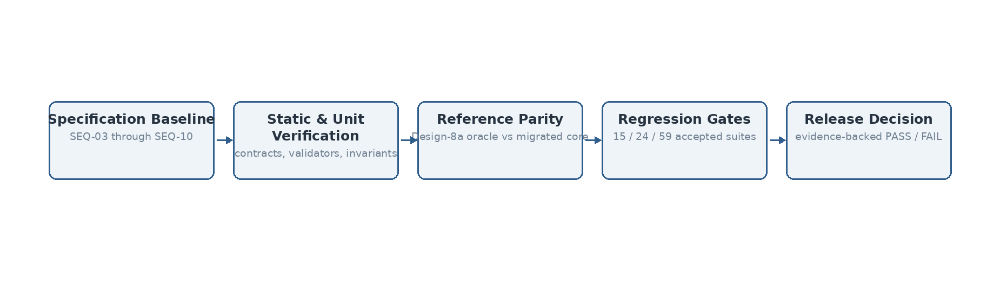 Specification Baseline
SEQ-03 through SEQ-10
Static & Unit
Verification
contracts, validators, invariants
Reference Parity
Design-8a oracle vs migrated core
Regression Gates
15 / 24 / 59 accepted suites
Release Decision
evidence-backed PASS / FAIL